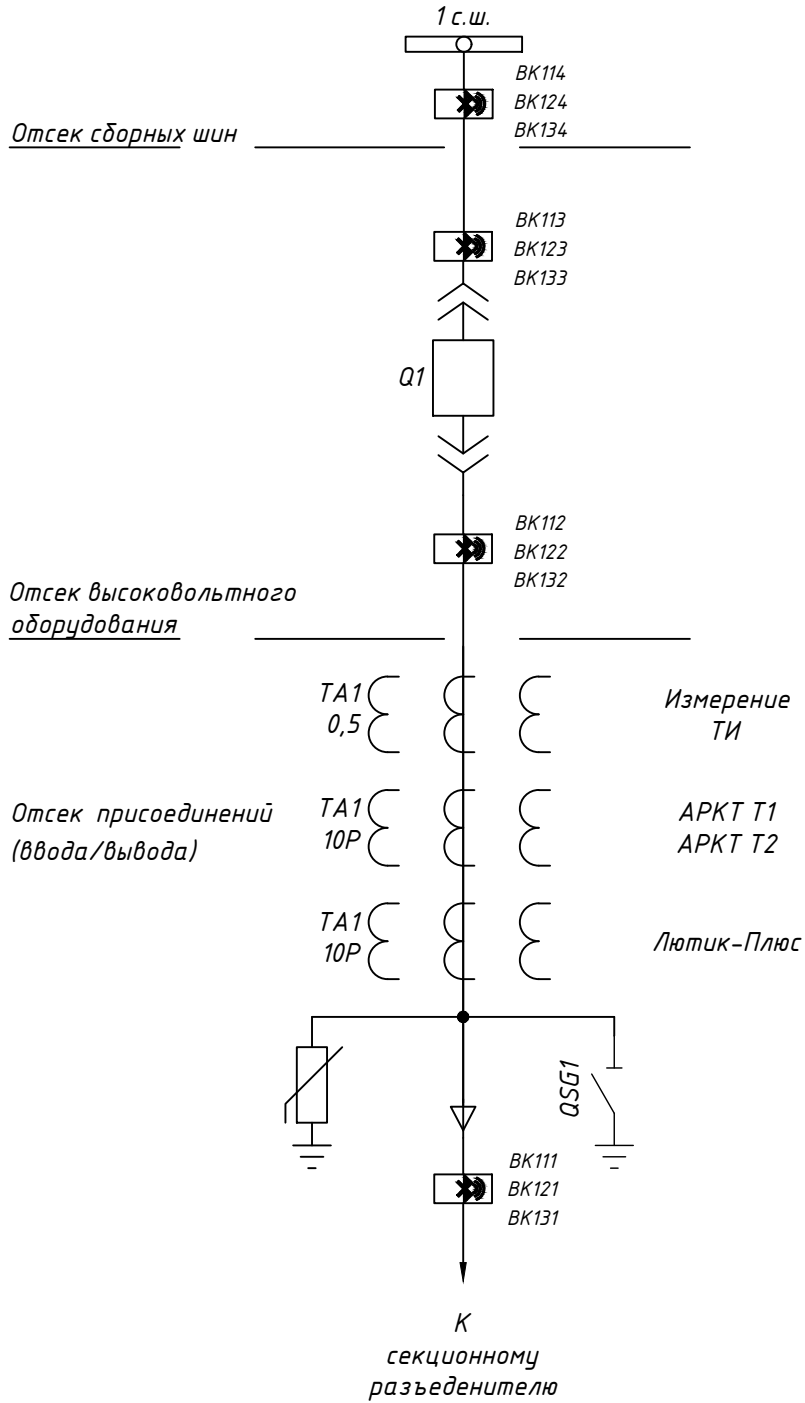 1 с.ш.
ВК114
ВК124
ВК134
Отсек сборных шин
ВК113
ВК123
ВК133
Q1
ВК112
ВК122
ВК132
Отсек высоковольтного
оборудования
ТА1
0,5
Измерение
ТИ
Отсек присоединений
(ввода/вывода)
ТА1
10Р
АРКТ Т1
АРКТ Т2
ТА1
10Р
Лютик-Плюс
QSG1
ВК111
ВК121
ВК131
К
секционному
разъеденителю